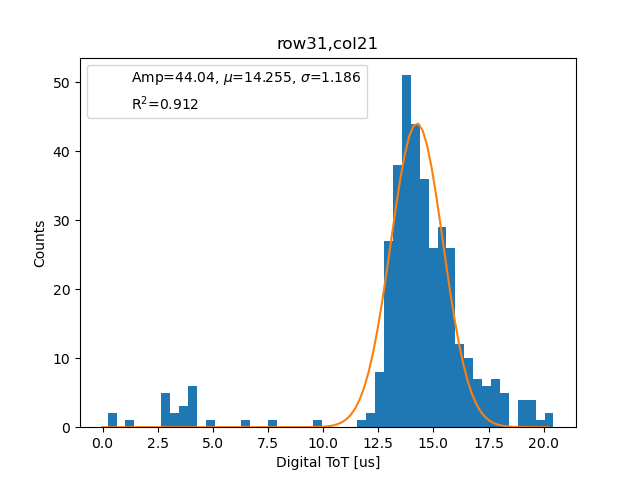 row31,col21
Amp=44.04, μ=14.255, σ=1.186
R²=0.912
50
40
30
20
10
0
Counts
0.0 2.5 5.0 7.5 10.0 12.5 15.0 17.5 20.0
Digital ToT [us]